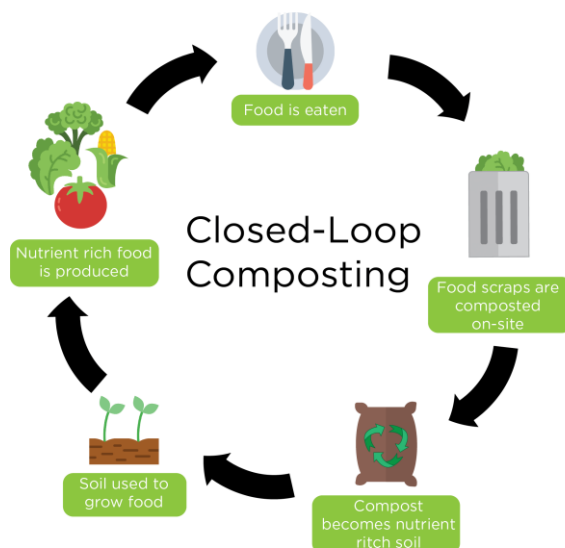 Food is eaten
Closed-Loop
Composting
Nutrient rich food
is produced
Food scraps are
composted
on-site
Soil used to
grow food
Compost
becomes nutrient
ritch soil